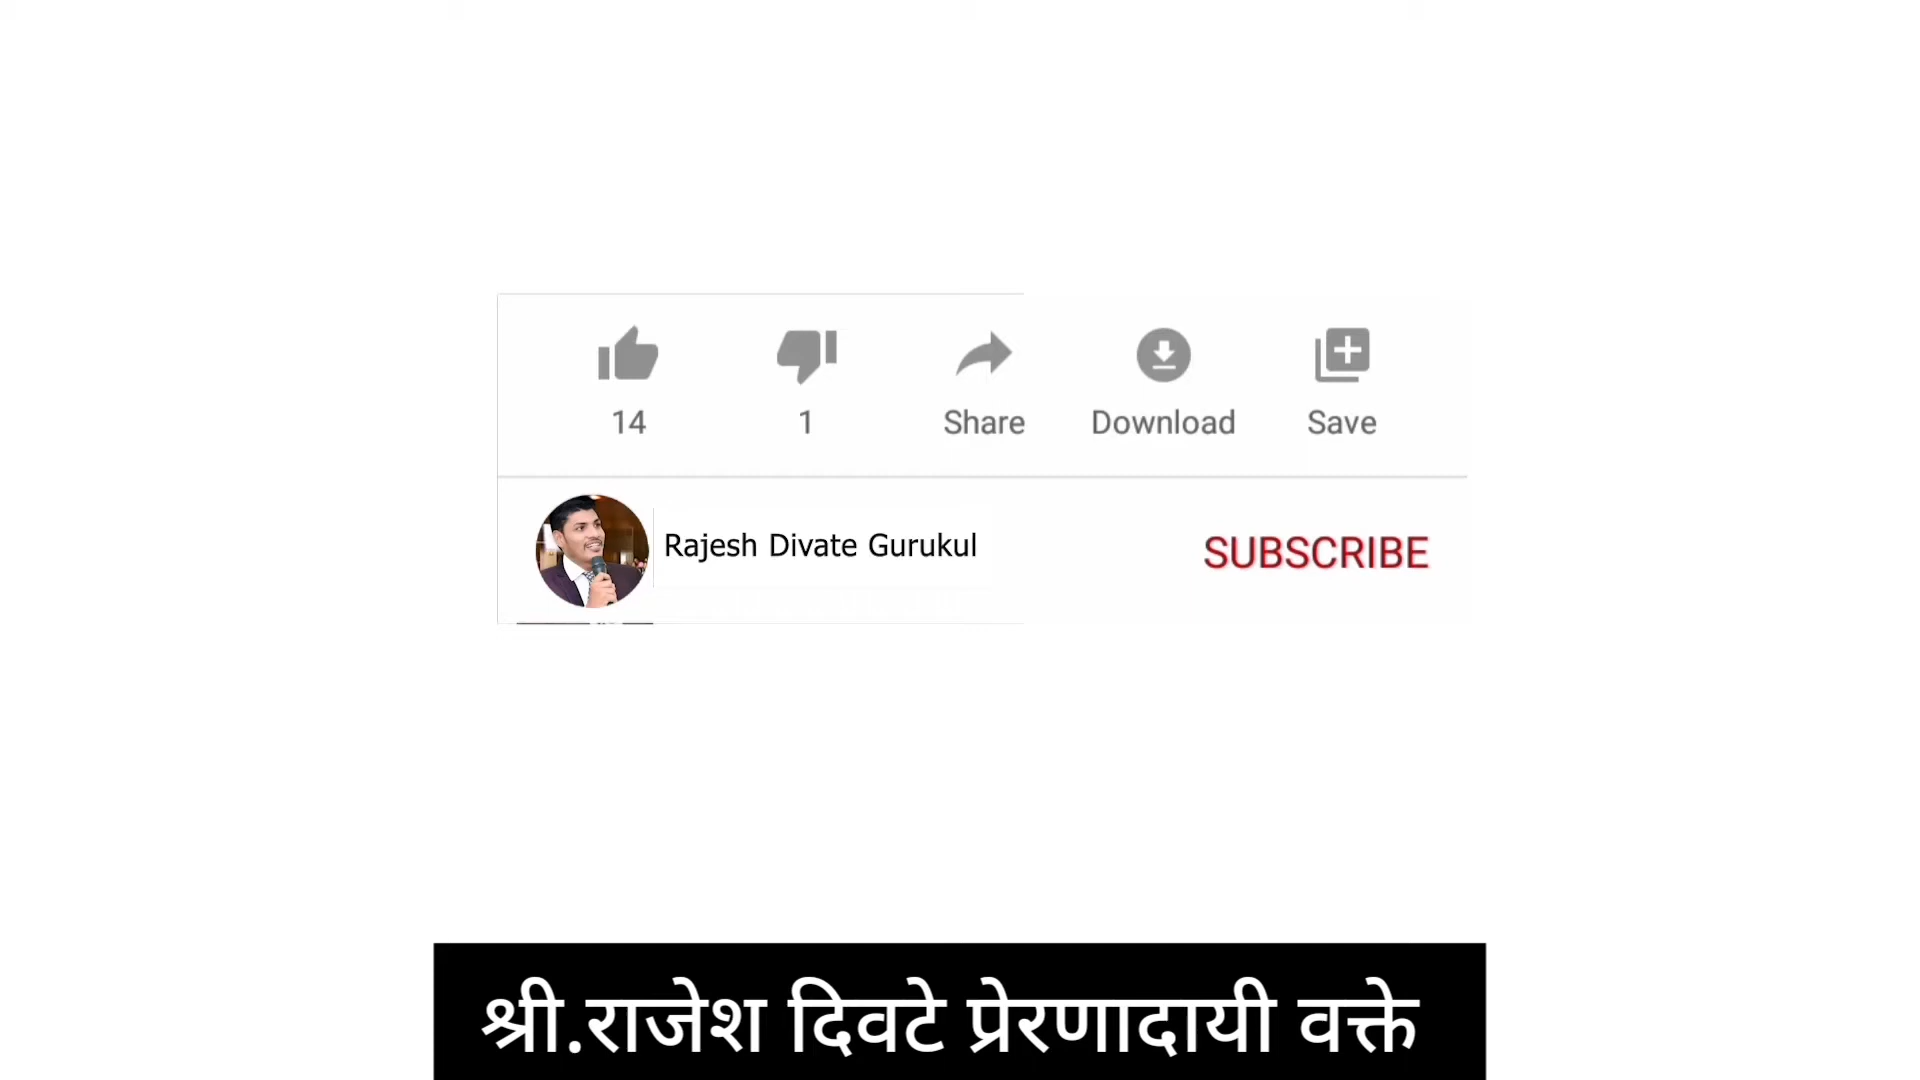 14 1 Share Download Save
Rajesh Divate Gurukul SUBSCRIBE
श्री.राजेश दिवटे प्रेरणादायी वक्ते